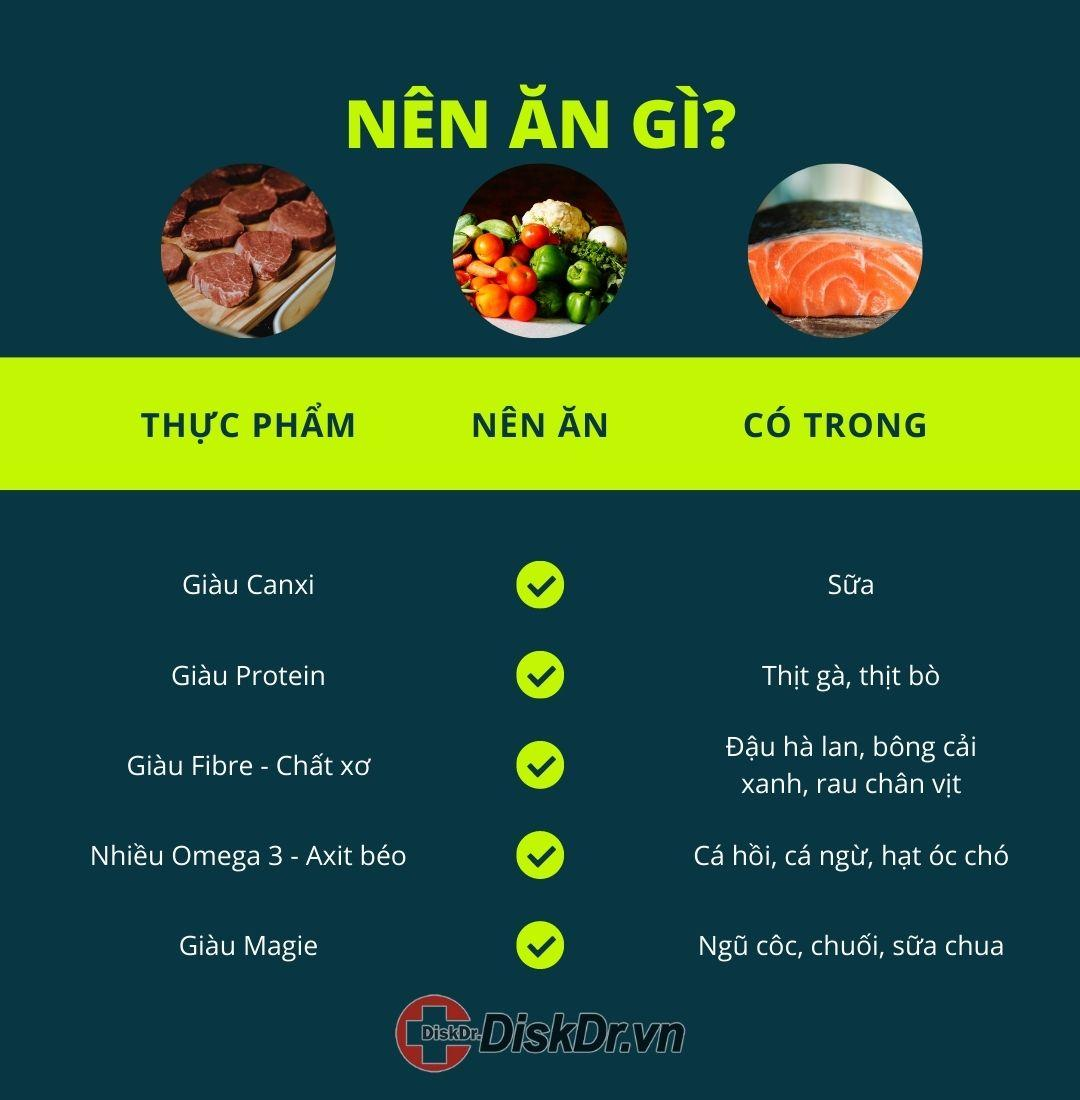 NÊN ĂN GÌ?
THỰC PHẨM
NÊN ĂN
CÓ TRONG
Giàu Canxi
Sữa
Giàu Protein
Thịt gà, thịt bò
Giàu Fibre - Chất xơ
Đậu hà lan, bông cải
xanh, rau chân vịt
Nhiều Omega 3 - Axit béo
Cá hồi, cá ngừ, hạt óc chó
Giàu Magie
Ngũ côc, chuối, sữa chua
DiskDr.
DiskDr.vn